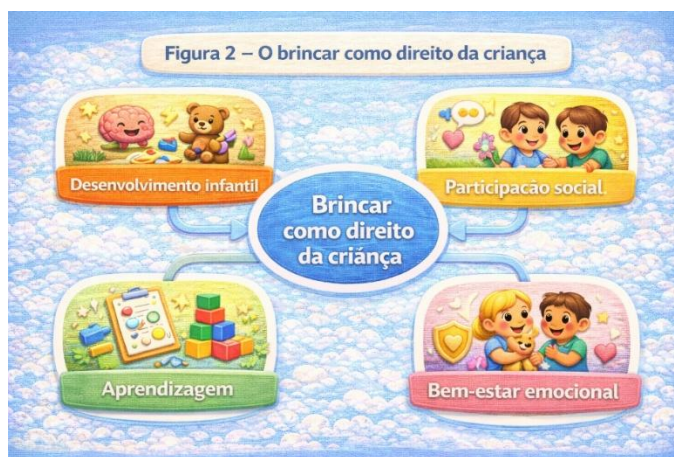 Figura 2 – O brincar como direito da criança
Desenvolvimento infantil
Participacão social.
Brincar
como direito
da criánça
Aprendizagem
Bem-estar emocional